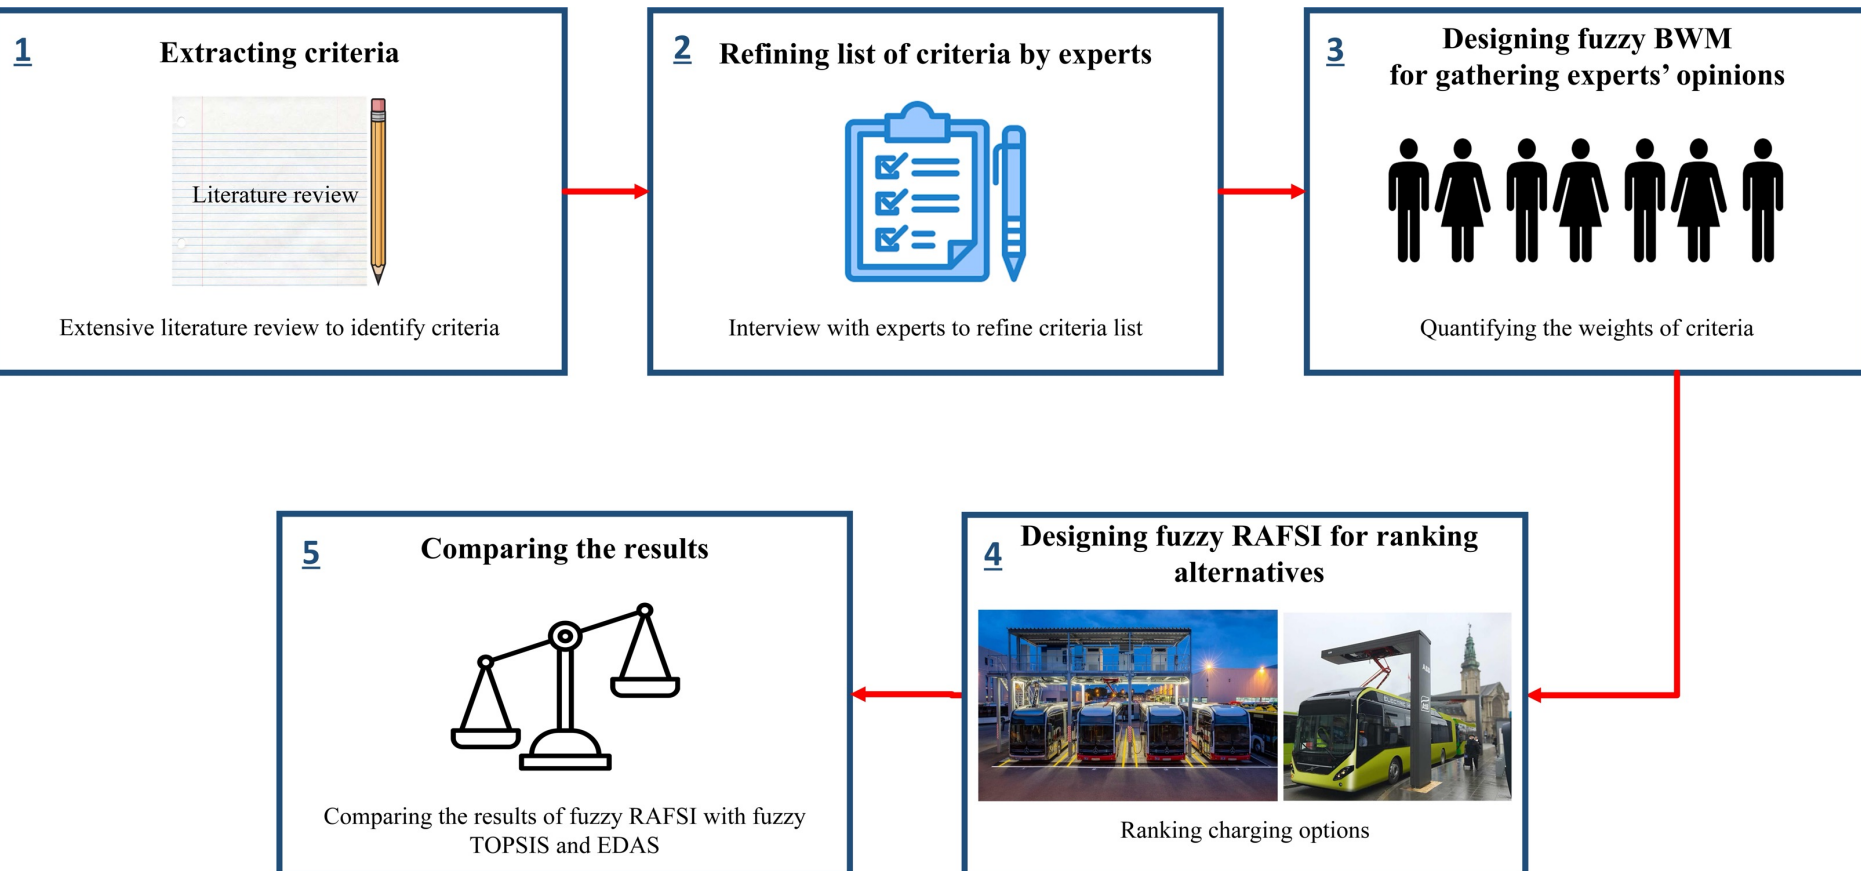 1
Extracting criteria
Literature review
Extensive literature review to identify criteria
2
Refining list of criteria by experts
Interview with experts to refine criteria list
3
Designing fuzzy BWM
for gathering experts’ opinions
Quantifying the weights of criteria
4
Designing fuzzy RAFSI for ranking
alternatives
Ranking charging options
5
Comparing the results
Comparing the results of fuzzy RAFSI with fuzzy
TOPSIS and EDAS